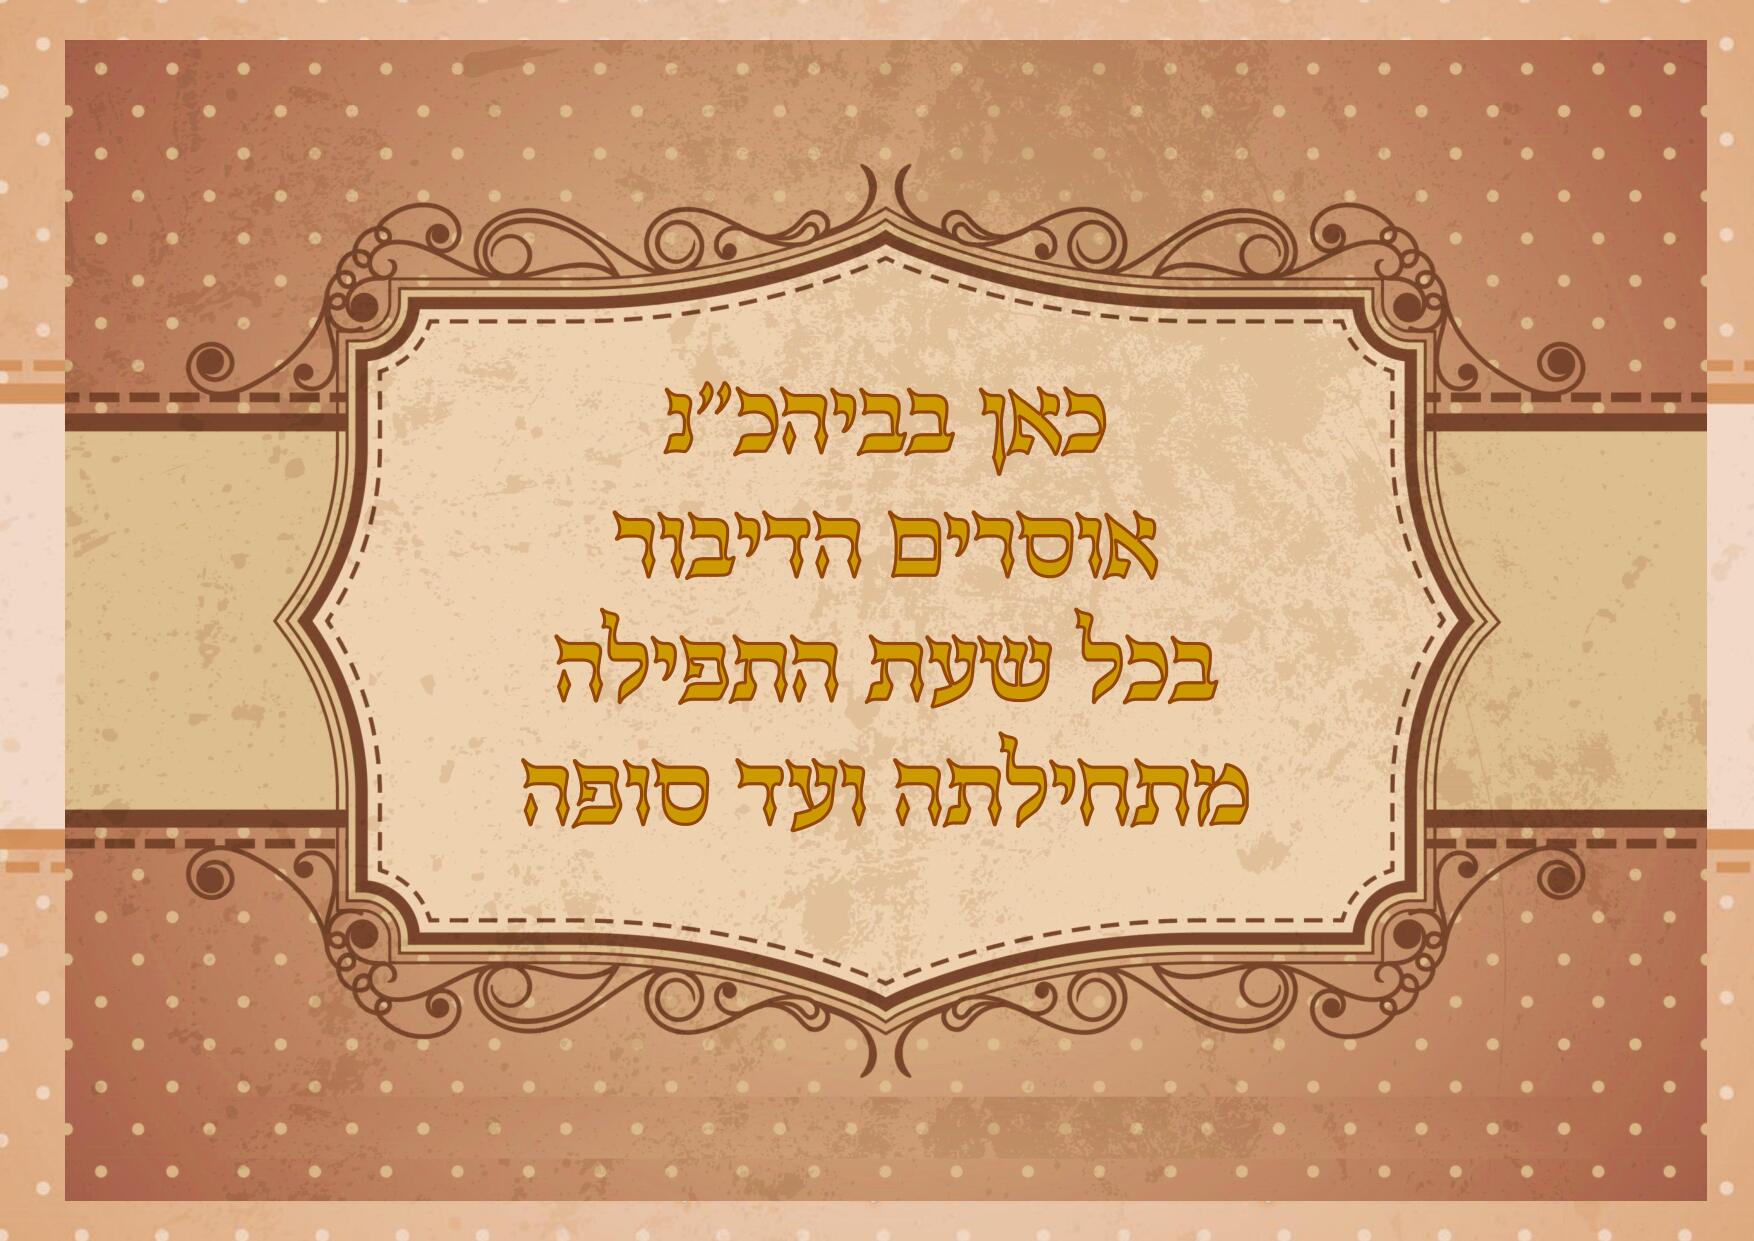 כאן בביהכ״נ
אוסרים הדיבור
בכל שעת התפילה
מתחילתה ועד סופה